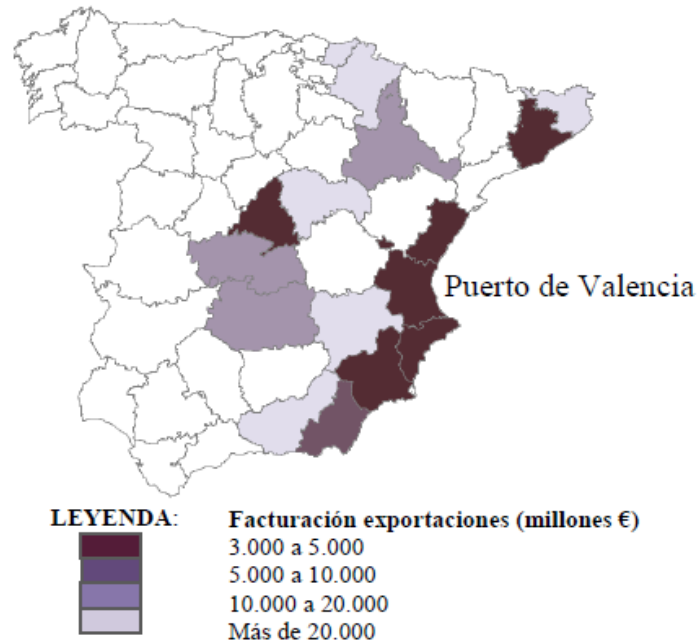 Puerto de Valencia
LEYENDA:
Facturación exportaciones (millones €)
3.000 a 5.000
5.000 a 10.000
10.000 a 20.000
Más de 20.000